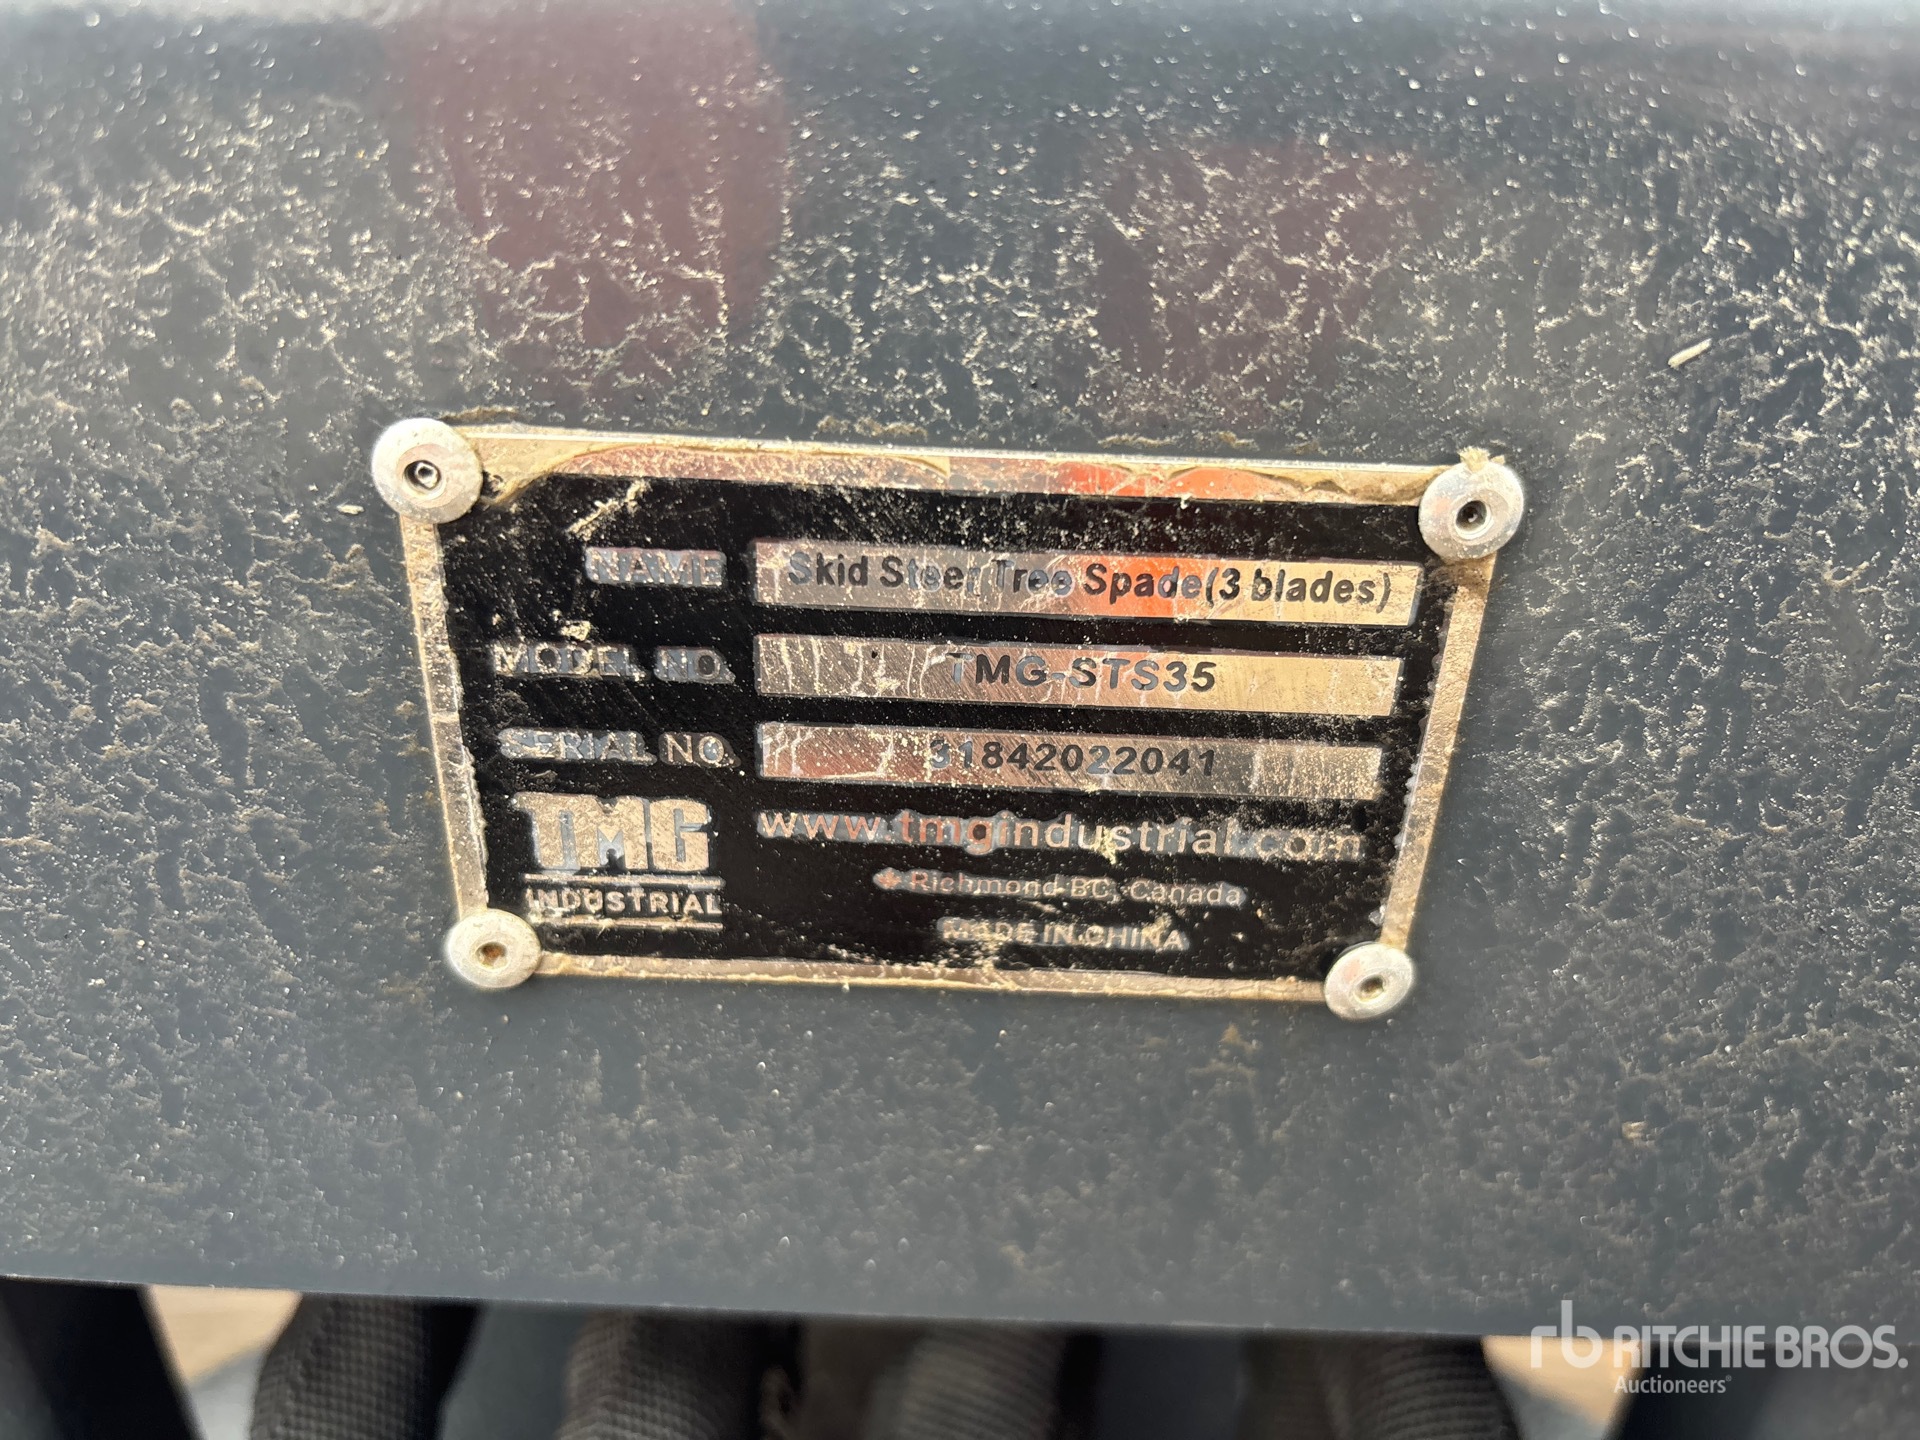 NAME Skid Steer Tree Spade(3 blades)
MODEL NO. TMG-STS35
SERIAL NO. 31842022041
TMG
INDUSTRIAL
www.tmgindustrial.com
Richmond BC, Canada
MADE IN CHINA
rb RITCHIE BROS.
Auctioneers